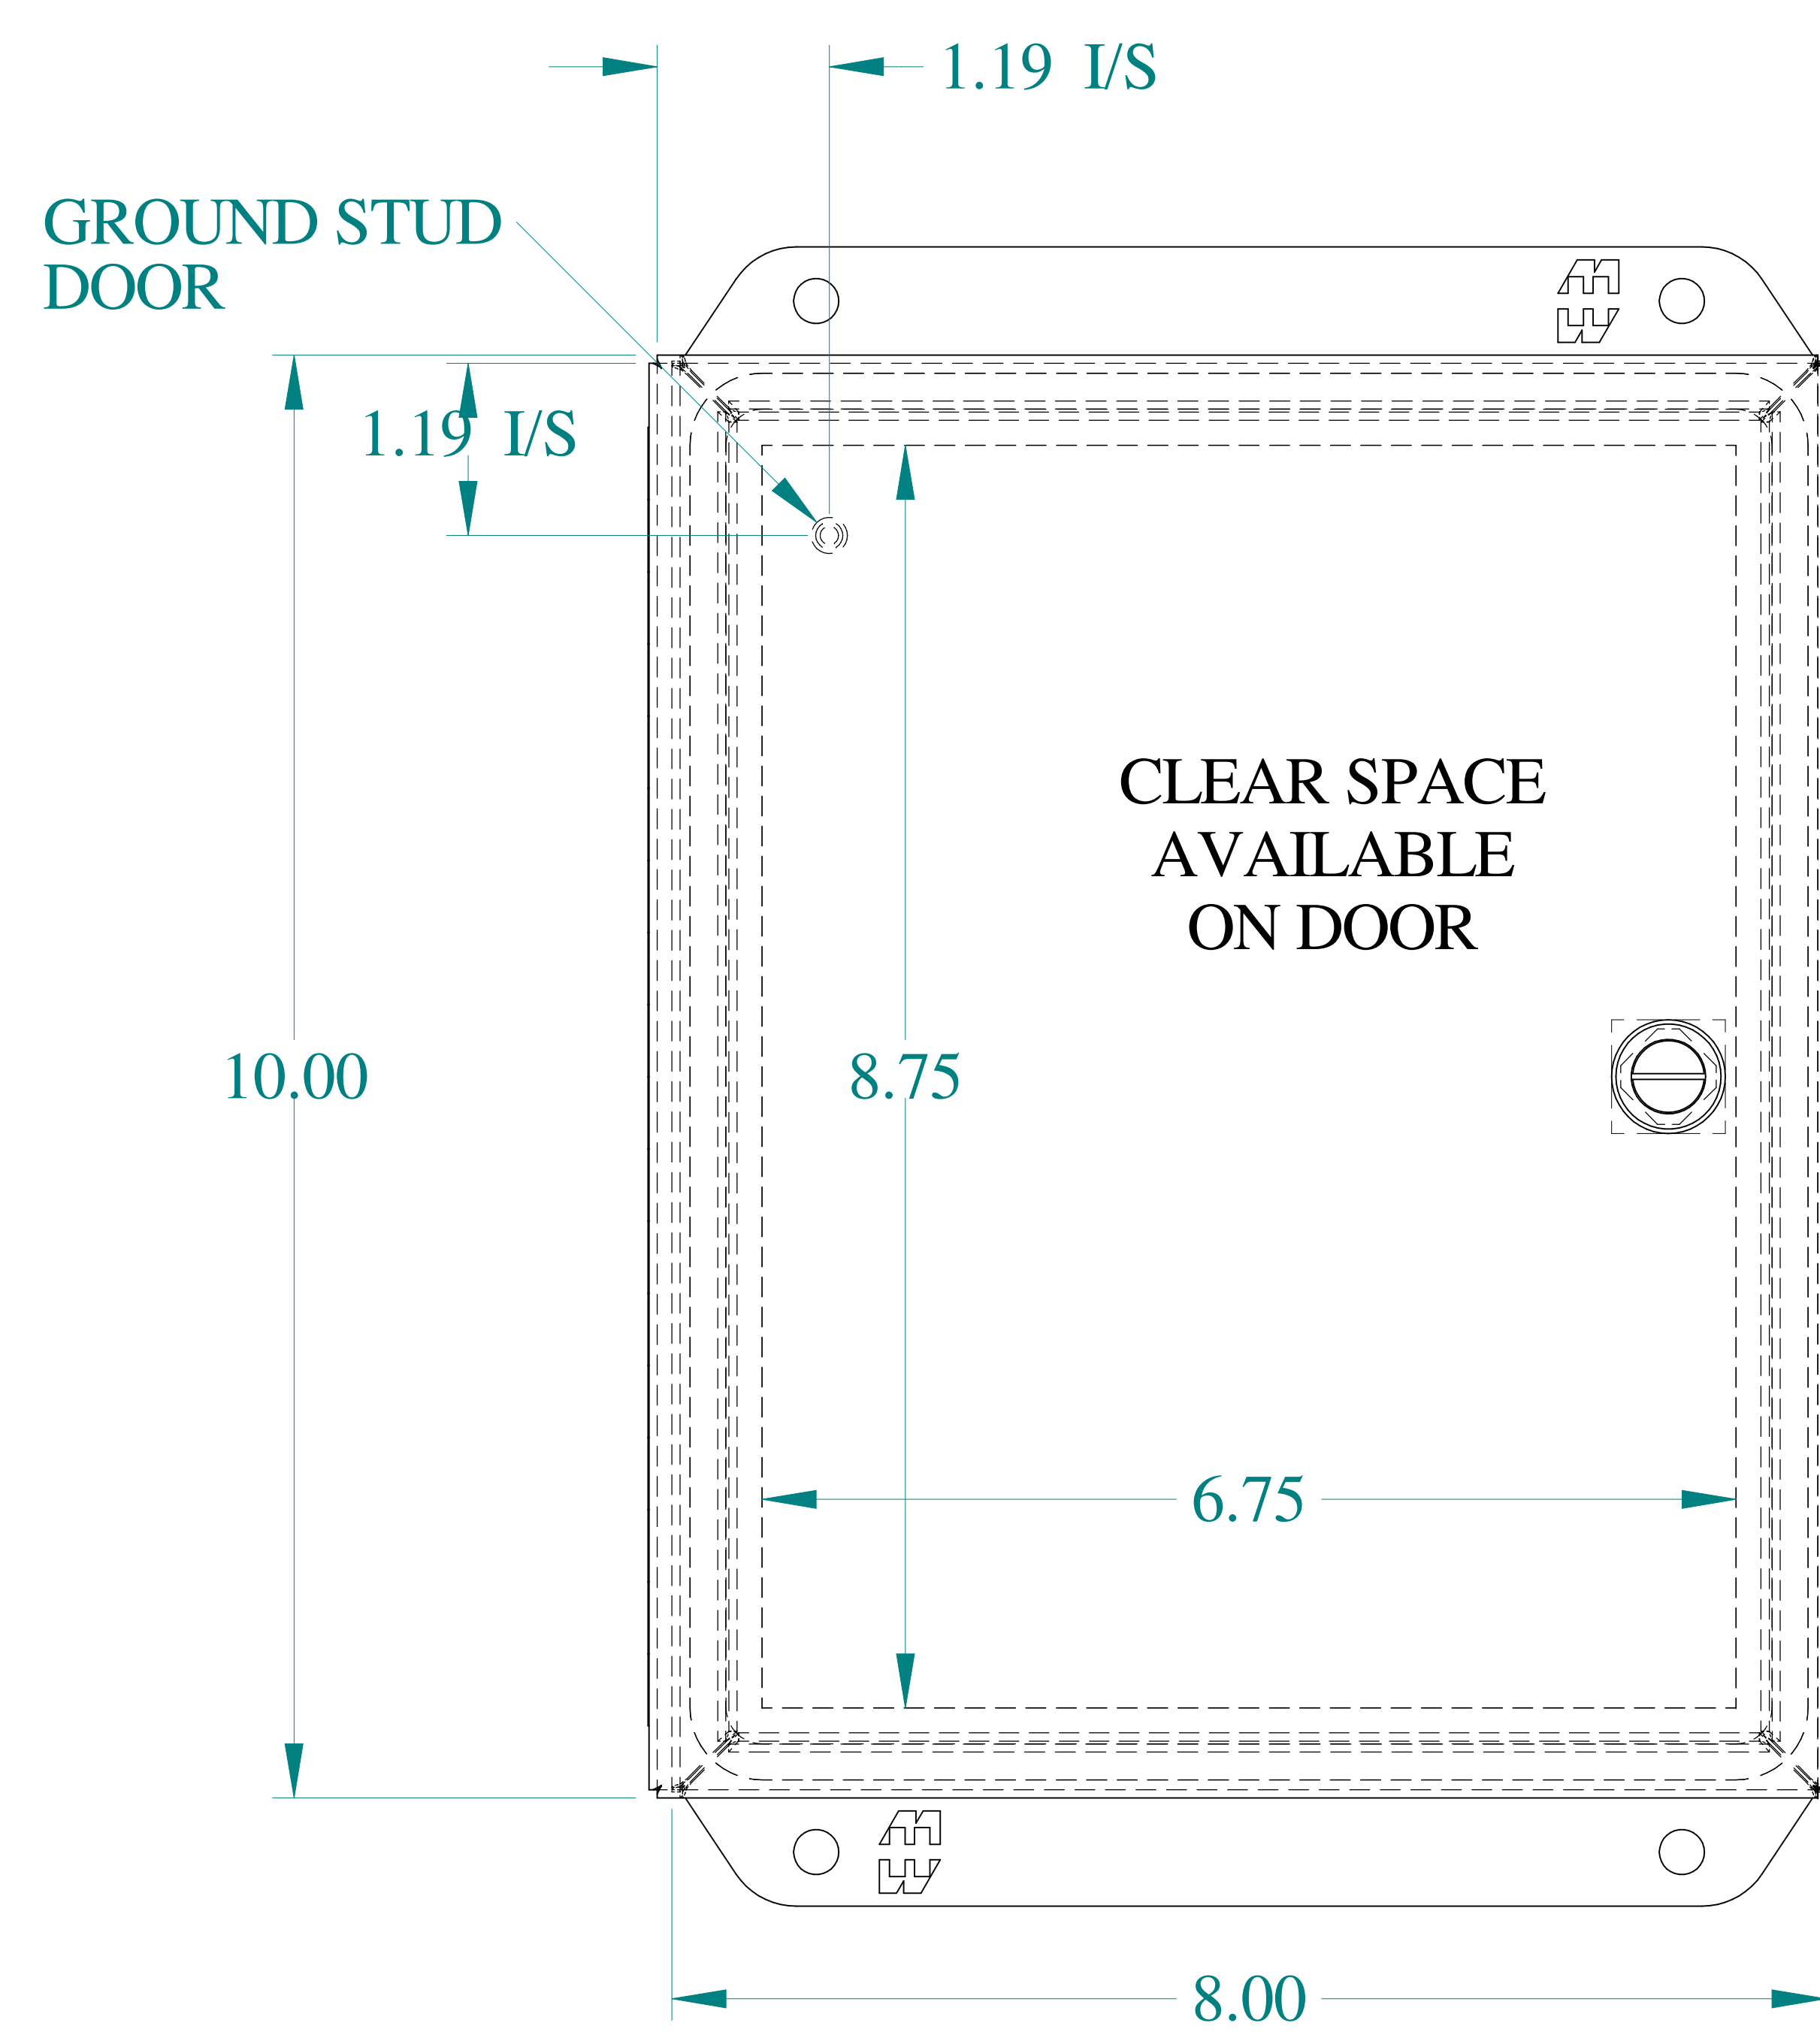 1.19 I/S
GROUND STUD
DOOR
1.19 I/S
CLEAR SPACE
AVAILABLE
ON DOOR
10.00
8.75
6.75
8.00